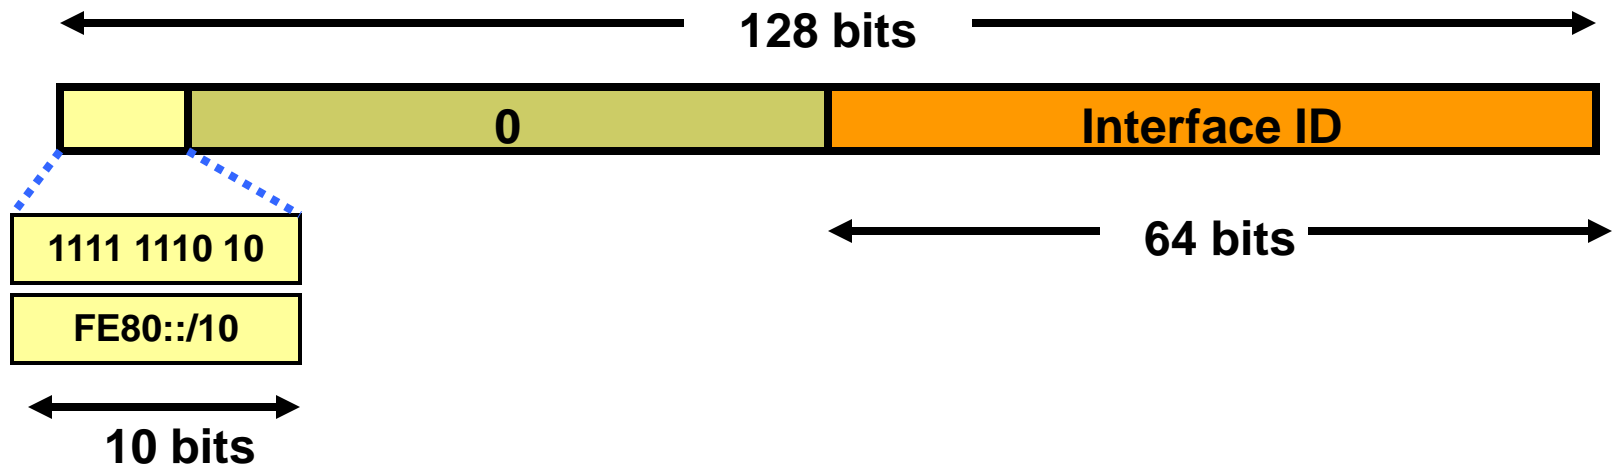 128 bits
0
Interface ID
1111 1110 10
64 bits
FE80::/10
10 bits